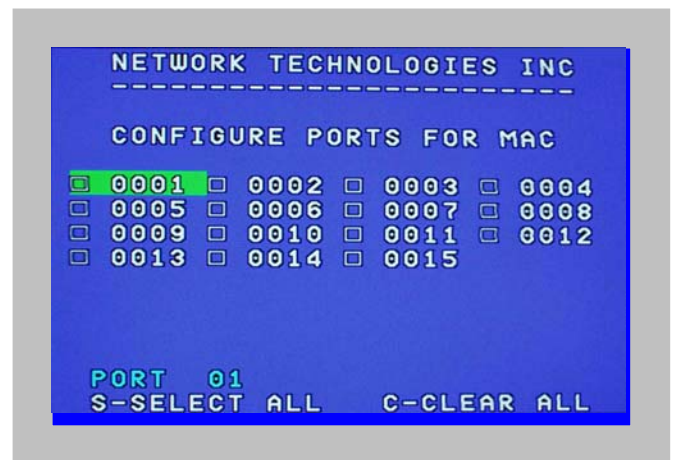 NETWORK TECHNOLOGIES INC
---------------------------
CONFIGURE PORTS FOR MAC
0001 0002 0003 0004
0005 0006 0007 0008
0009 0010 0011 0012
0013 0014 0015
PORT 01
S-SELECT ALL C-CLEAR ALL